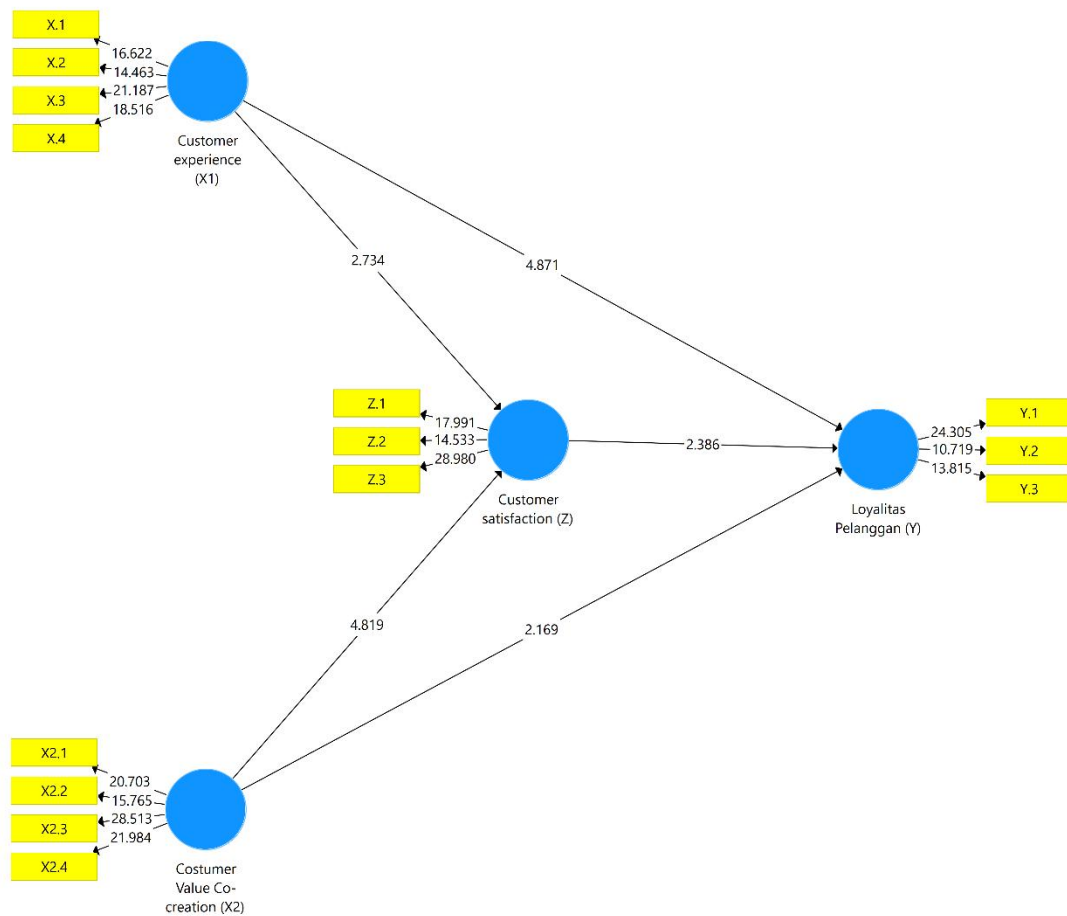 X.1
X.2
X.3
X.4
16.622
14.463
21.187
18.516
Customer
experience
(X1)
2.734
4.871
Z.1
Z.2
Z.3
17.991
14.533
28.980
Customer
satisfaction (Z)
2.386
Y.1
Y.2
Y.3
24.305
10.719
13.815
Loyalitas
Pelanggan (Y)
4.819
2.169
X2.1
X2.2
X2.3
X2.4
20.703
15.765
28.513
21.984
Costumer
Value Co-
creation (X2)